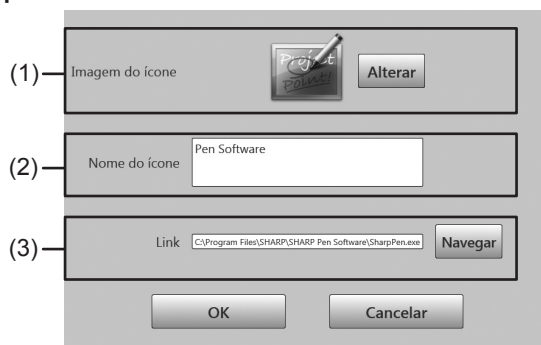 (1)
Imagem do ícone
Project
Point!
Alterar
(2)
Nome do ícone
Pen Software
(3)
Link
C:\Program Files\SHARP\SHARP Pen Software\SharpPen.exe
Navegar
OK
Cancelar